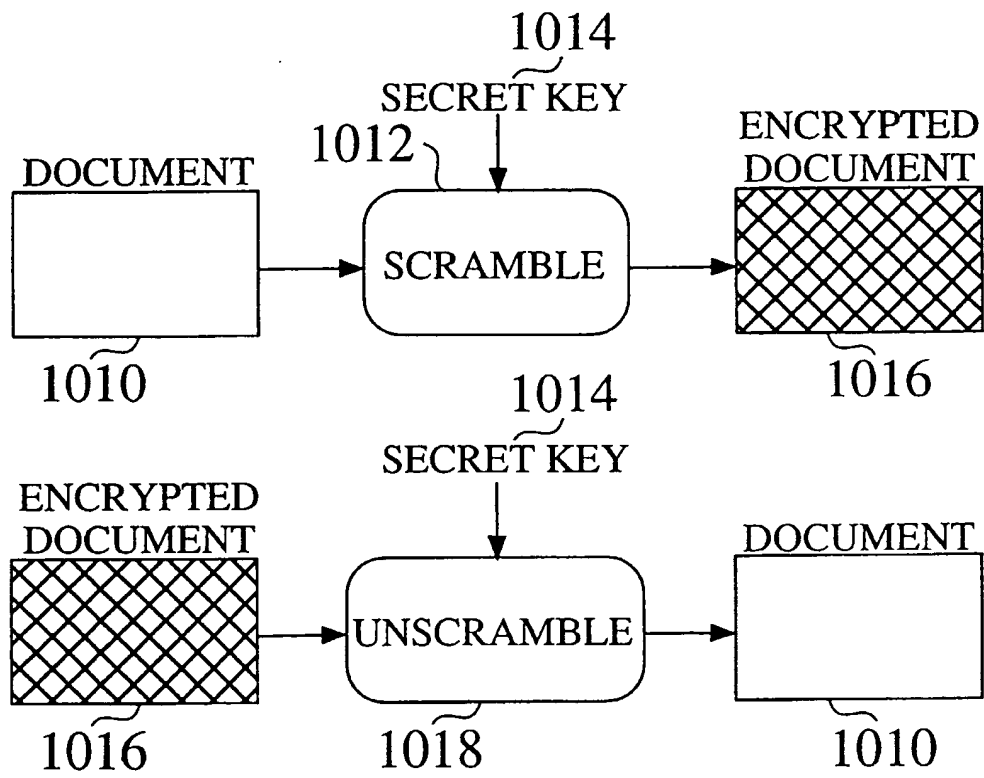 1014
SECRET KEY
1012
DOCUMENT
SCRAMBLE
ENCRYPTED
DOCUMENT
1010
1016
1014
SECRET KEY
ENCRYPTED
DOCUMENT
UNSCRAMBLE
DOCUMENT
1016
1018
1010